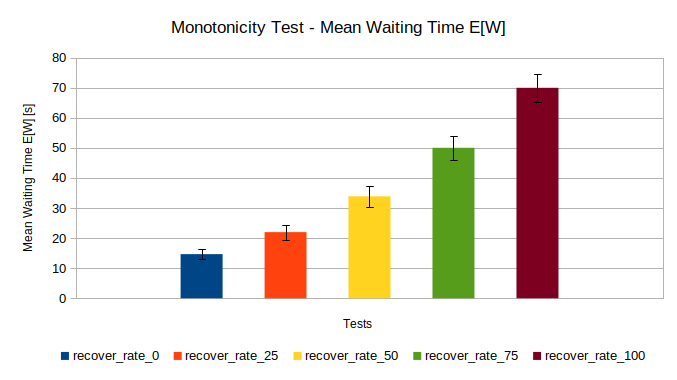 Monotonicity Test - Mean Waiting Time E[W]
80
70
60
50
40
30
20
10
0
Mean Waiting Time E[W] [s]
Tests
recover_rate_0 recover_rate_25 recover_rate_50 recover_rate_75 recover_rate_100